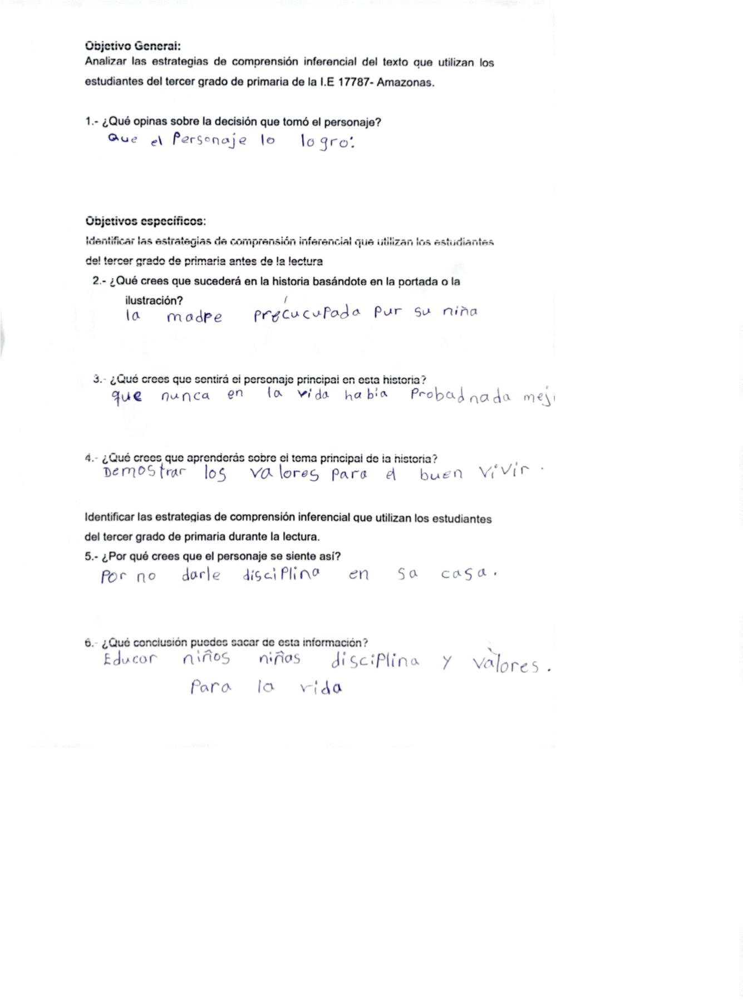 Objetivo General:
Analizar las estrategias de comprensión inferencial del texto que utilizan los
estudiantes del tercer grado de primaria de la I.E 17787- Amazonas.
1.- ¿Qué opinas sobre la decisión que tomó el personaje?
Que el Personaje lo logro:
Objetivos específicos:
Identificar las estrategias de comprensión inferencial que utilizan los estudiantes
del tercer grado de primaria antes de la lectura
2.- ¿Qué crees que sucederá en la historia basándote en la portada o la
ilustración?
la madre precucupada pur su niña
3.- ¿Qué crees que sentirá el personaje principal en esta historia?
que nunca en la vida había Probadnada mej
4.- ¿Qué crees que aprenderás sobre el tema principal de la historia?
Demostrar los valores para el buen vivir.
Identificar las estrategias de comprensión inferencial que utilizan los estudiantes
del tercer grado de primaria durante la lectura.
5.- ¿Por qué crees que el personaje se siente así?
Por no darle disciplina en sa casa.
6.- ¿Qué conclusión puedes sacar de esta información?
Educar niños niñas disciplina y valores.
Para la vida